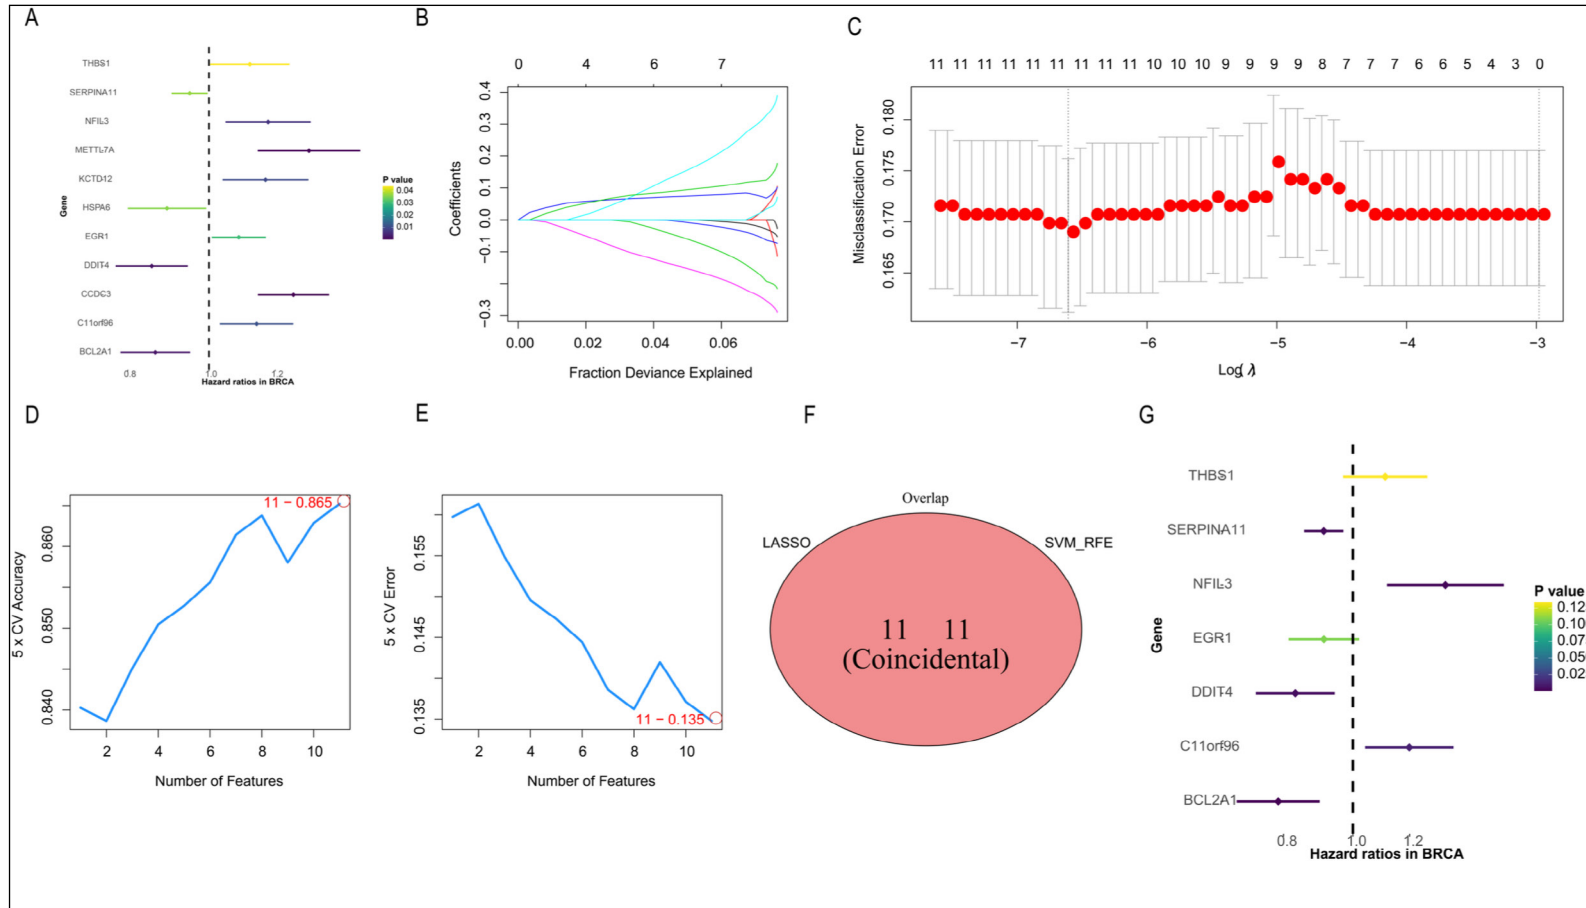 A
THBS1
SERPINA11
NFIL3
METTL7A
KCTD12
HSPA6
EGR1
DDIT4
CCDC3
C11orf96
BCL2A1
Gene
0.8 1.0 1.2
Hazard ratios in BRCA
P value
0.04
0.03
0.02
0.01
B
0 4 6 7
0.4
0.3
0.2
0.1
0.0
−0.1
−0.3
Coefficients
0.00 0.02 0.04 0.06
Fraction Deviance Explained
C
11 11 11 11 11 11 11 11 11 10 10 10 9 9 9 9 8 7 7 7 6 6 5 4 3 0
0.180
0.175
0.170
0.165
Misclassification Error
−7 −6 −5 −4 −3
Log(λ)
D
11 − 0.865
0.860
0.850
0.840
5 x CV Accuracy
2 4 6 8 10
Number of Features
E
0.155
0.145
0.135
5 x CV Error
11 − 0.135
2 4 6 8 10
Number of Features
F
Overlap
LASSO SVM_RFE
11 11
(Coincidental)
G
THBS1
SERPINA11
NFIL3
EGR1
DDIT4
C11orf96
BCL2A1
Gene
0.8 1.0 1.2
Hazard ratios in BRCA
P value
0.12
0.10
0.07
0.05
0.02